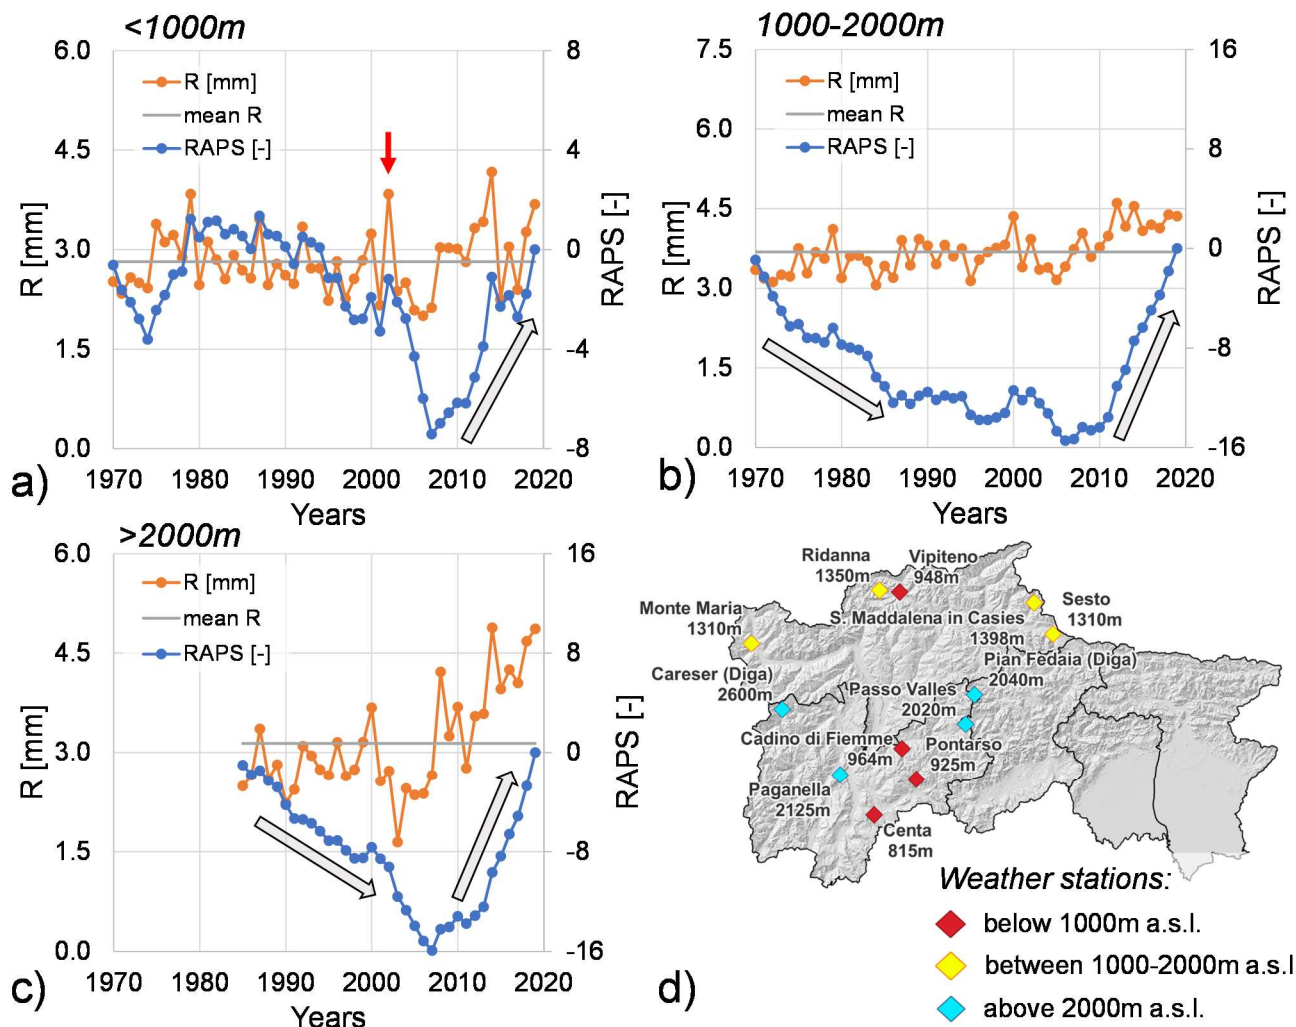 <1000m
6.0
4.5
3.0
1.5
0.0
R [mm]
R [mm]
mean R
RAPS [-]
8
4
0
-4
-8
RAPS [-]
1970 1980 1990 2000 2010 2020
Years
a)
1000-2000m
7.5
6.0
4.5
3.0
1.5
0.0
R [mm]
R [mm]
mean R
RAPS [-]
16
8
0
-8
-16
RAPS [-]
1970 1980 1990 2000 2010 2020
Years
b)
>2000m
6.0
4.5
3.0
1.5
0.0
R [mm]
R [mm]
mean R
RAPS [-]
16
8
0
-8
-16
RAPS [-]
1970 1980 1990 2000 2010 2020
Years
c)
Ridanna
1350m
Vipiteno
948m
Monte Maria
1310m
S. Maddalena in Casies
1398m
Sesto
1310m
Careser (Diga)
2600m
Passo Valles
2020m
Pian Fedaia (Diga)
2040m
Cadino di Fiemme
964m
Pontarso
925m
Paganella
2125m
Centa
815m
Weather stations:
below 1000m a.s.l.
between 1000-2000m a.s.l
above 2000m a.s.l.
d)